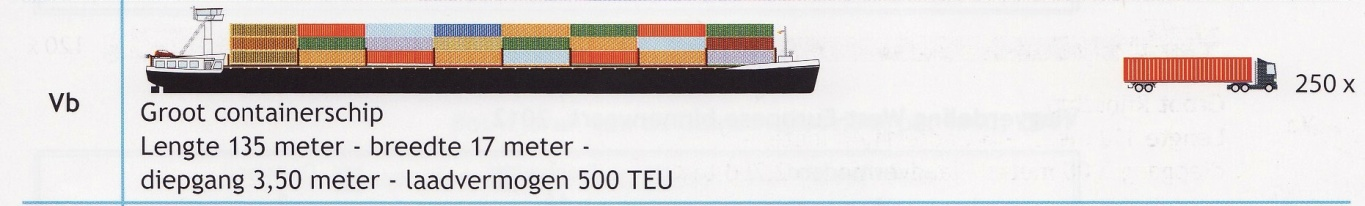 Vb
Groot containerschip
Lengte 135 meter - breedte 17 meter -
diepgang 3,50 meter - laadvermogen 500 TEU
250 x